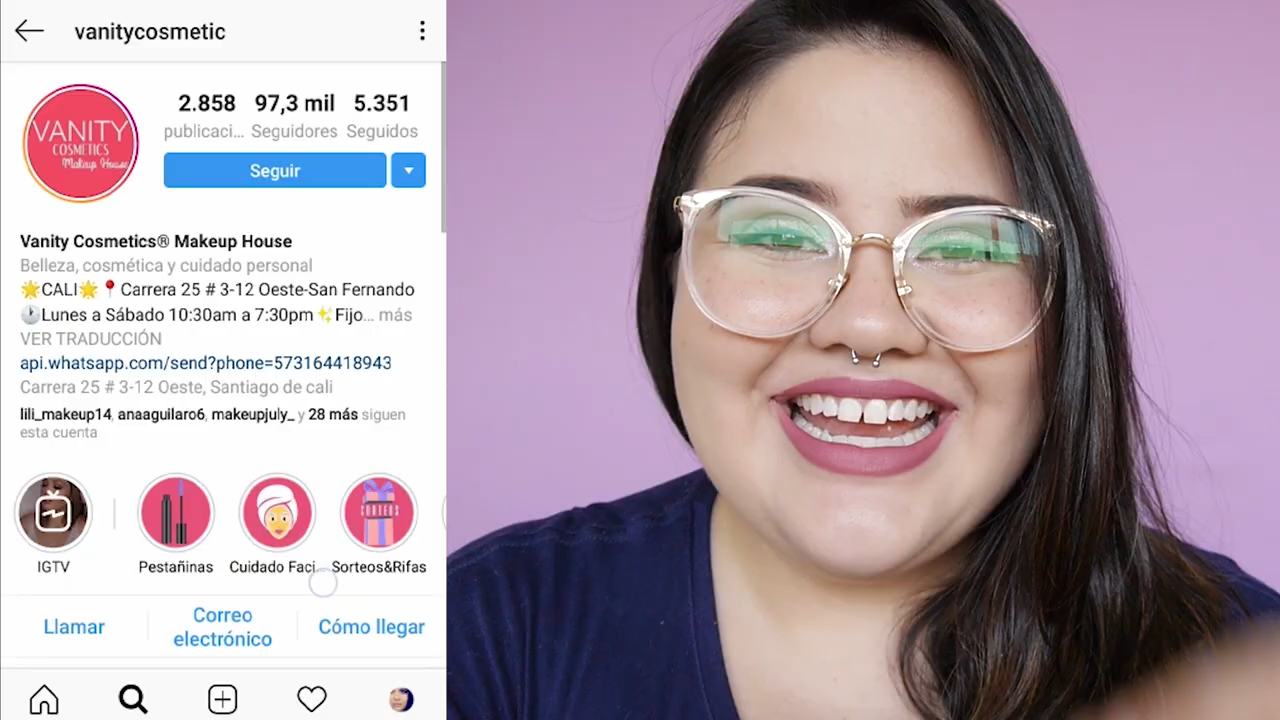 vanitycosmetic
VANITY
COSMETICS
Makeup House
2.858 97,3 mil 5.351
publicaci... Seguidores Seguidos
Seguir
Vanity Cosmetics® Makeup House
Belleza, cosmética y cuidado personal
🌟CALI🌟📍Carrera 25 # 3-12 Oeste-San Fernando
🕐Lunes a Sábado 10:30am a 7:30pm ✨Fijo... más
VER TRADUCCIÓN
api.whatsapp.com/send?phone=573164418943
Carrera 25 # 3-12 Oeste, Santiago de cali
lili_makeup14, anaaguilaro6, makeupjuly_ y 28 más siguen
esta cuenta
SORTEOS
IGTV Pestañinas Cuidado Faci... Sorteos&Rifas
Llamar Correo electrónico Cómo llegar